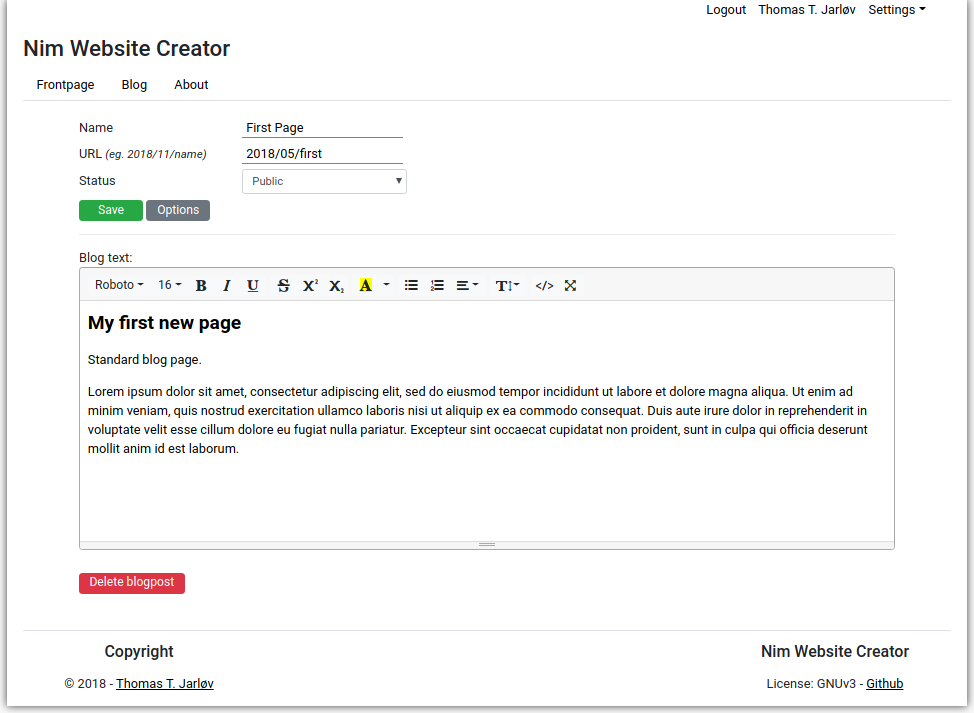 Logout Thomas T. Jarløv Settings
Nim Website Creator
Frontpage Blog About
Name First Page
URL (eg. 2018/11/name) 2018/05/first
Status Public
Save Options
Blog text:
Roboto 16 B I U S X² X₂ A T </>
My first new page
Standard blog page.
Lorem ipsum dolor sit amet, consectetur adipiscing elit, sed do eiusmod tempor incididunt ut labore et dolore magna aliqua. Ut enim ad
minim veniam, quis nostrud exercitation ullamco laboris nisi ut aliquip ex ea commodo consequat. Duis aute irure dolor in reprehenderit in
voluptate velit esse cillum dolore eu fugiat nulla pariatur. Excepteur sint occaecat cupidatat non proident, sunt in culpa qui officia deserunt
mollit anim id est laborum.
Delete blogpost
Copyright Nim Website Creator
© 2018 - Thomas T. Jarløv License: GNUv3 - Github